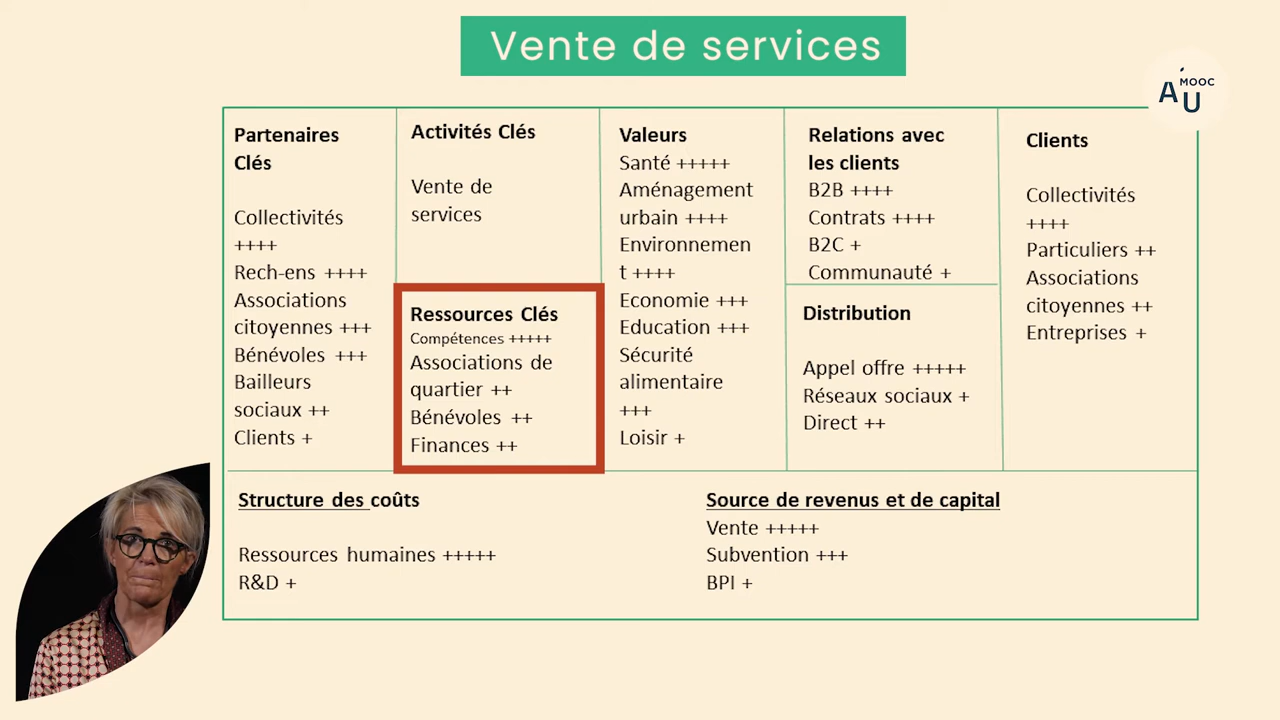 Vente de services
MOOC
AU
Partenaires
Clés
Collectivités
++++
Rech-ens ++++
Associations
citoyennes +++
Bénévoles +++
Bailleurs
sociaux ++
Clients +
Activités Clés
Vente de
services
Ressources Clés
Compétences +++++
Associations de
quartier ++
Bénévoles ++
Finances ++
Valeurs
Santé +++++
Aménagement
urbain ++++
Environnemen
t ++++
Economie +++
Education +++
Sécurité
alimentaire
+++
Loisir +
Relations avec
les clients
B2B ++++
Contrats ++++
B2C +
Communauté +
Distribution
Appel offre +++++
Réseaux sociaux +
Direct ++
Clients
Collectivités
++++
Particuliers ++
Associations
citoyennes ++
Entreprises +
Structure des coûts
Ressources humaines +++++
R&D +
Source de revenus et de capital
Vente +++++
Subvention +++
BPI +